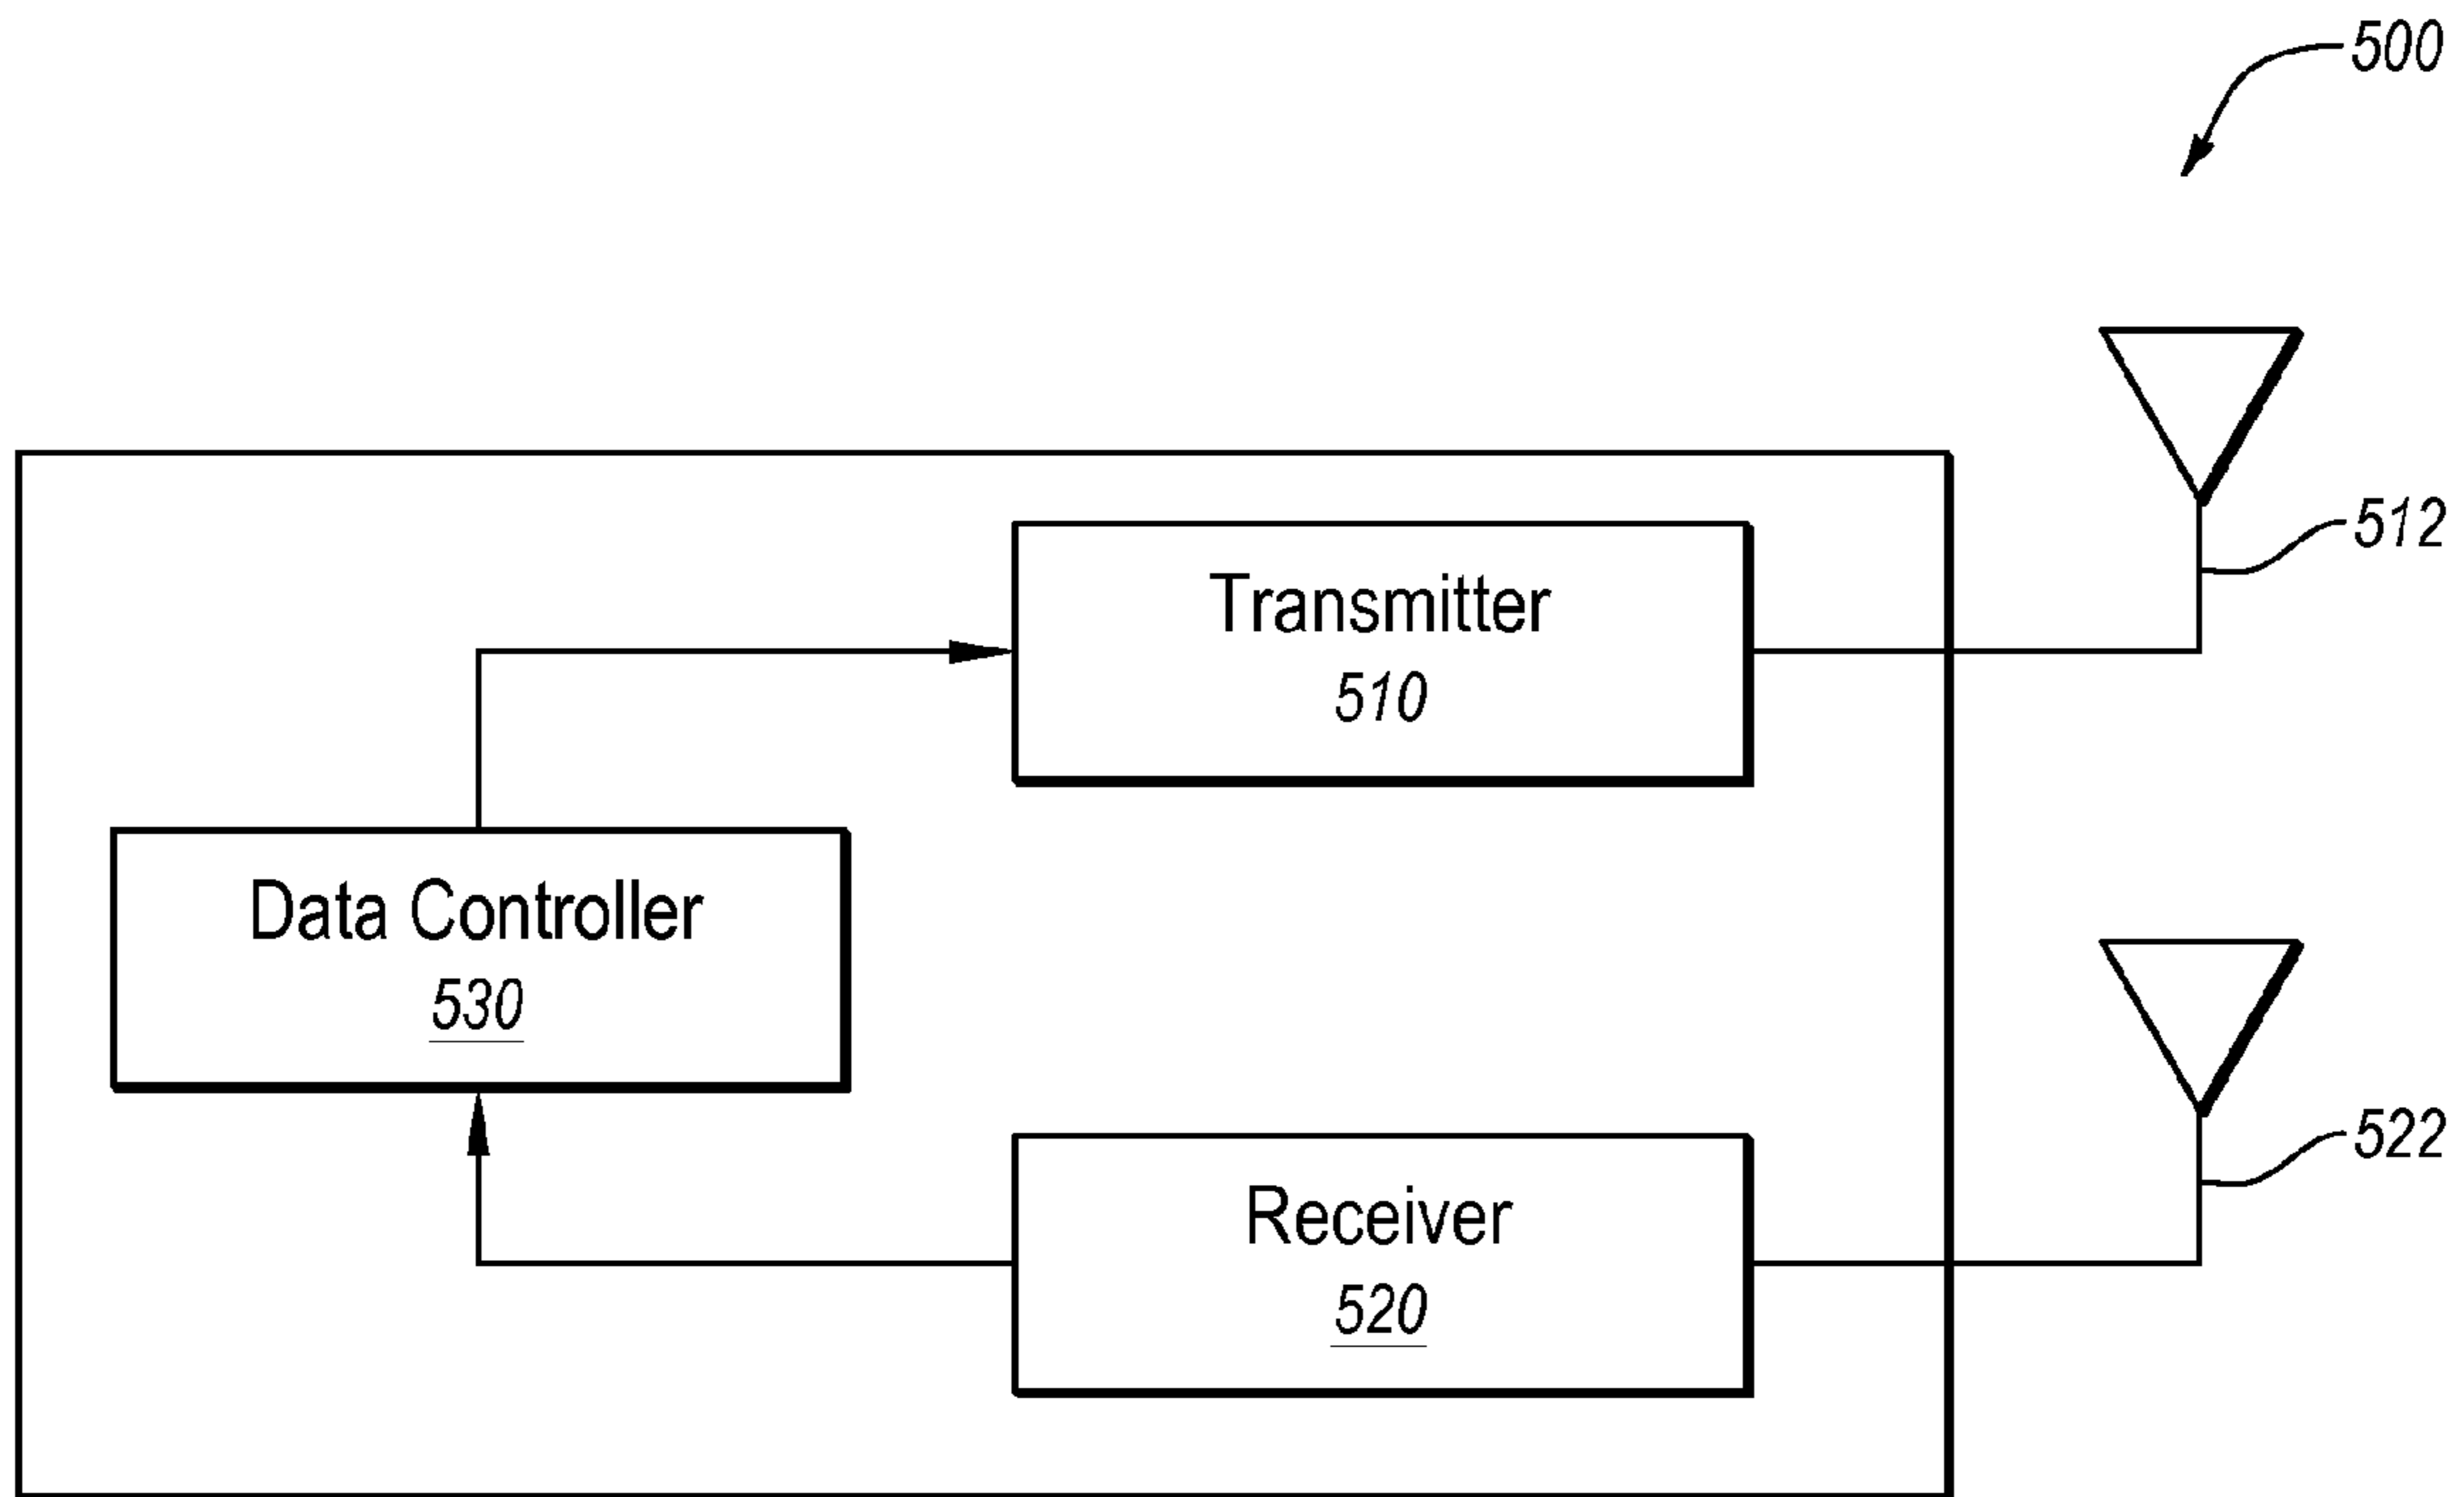 500
512
Transmitter
510
Data Controller
530
522
Receiver
520